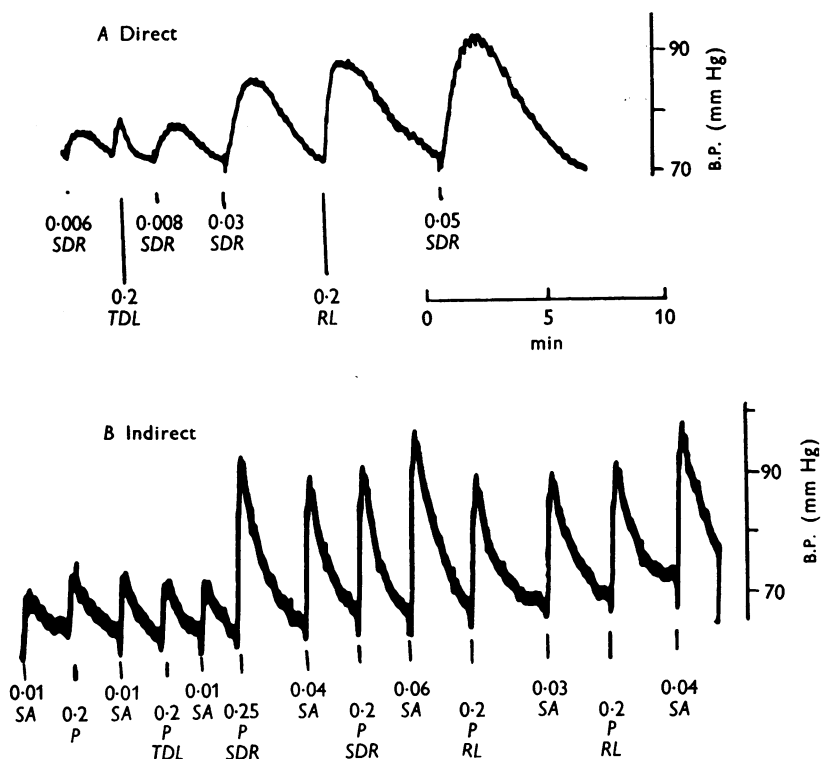 A Direct
90
70
B.P. (mm Hg)
0·006
SDR
0·008
SDR
0·03
SDR
0·05
SDR
0·2
TDL
0·2
RL
0
5
10
min
B Indirect
90
70
B.P. (mm Hg)
0·01
SA
0·2
P
0·01
SA
0·2
P
TDL
0·01
SA
0·25
P
SDR
0·04
SA
0·2
P
SDR
0·06
SA
0·2
P
RL
0·03
SA
0·2
P
RL
0·04
SA